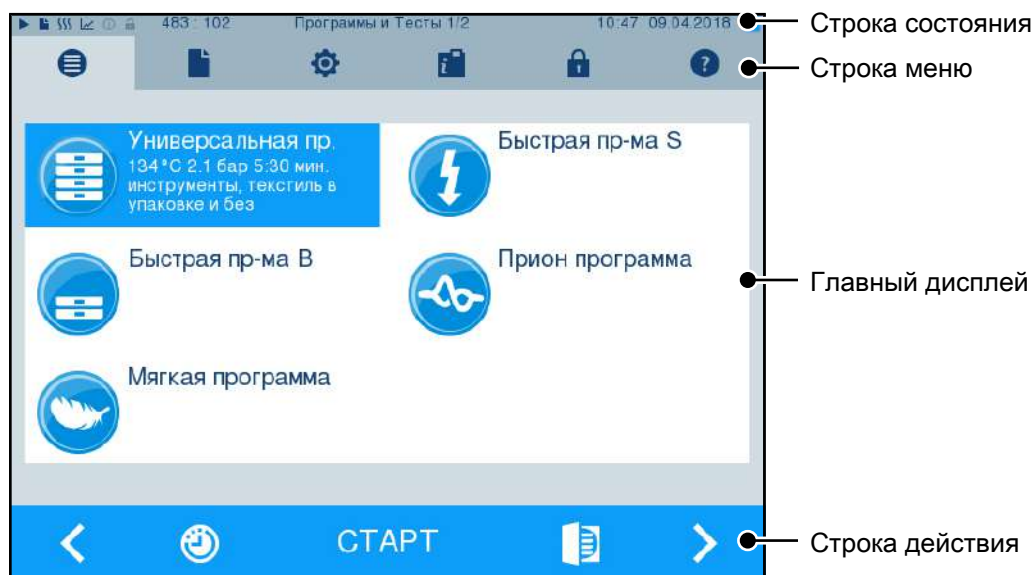 483 : 102 Программы и Тесты 1/2 10:47 09.04.2018
Строка состояния
Строка меню
Универсальная пр.
134°C 2.1 бар 5:30 мин.
инструменты, текстиль в
упаковке и без
Быстрая пр-ма S
Быстрая пр-ма B
Прион программа
Главный дисплей
Мягкая программа
СТАРТ
Строка действия